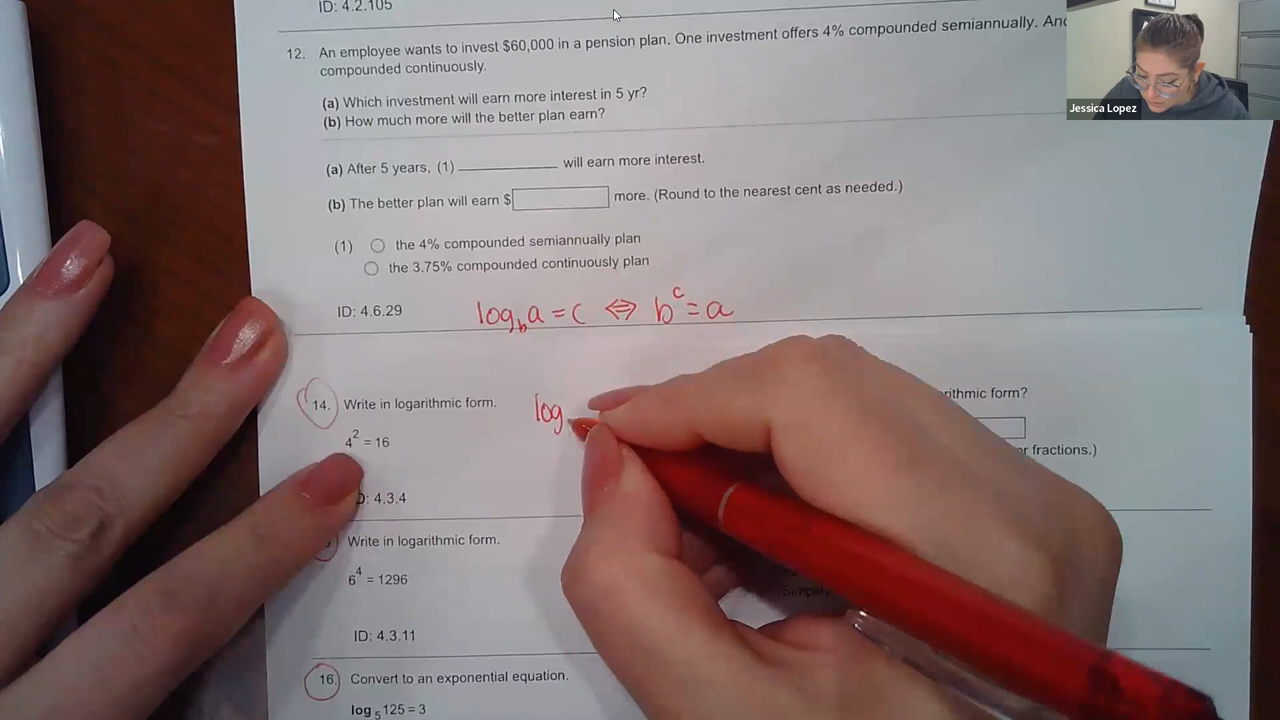 ID: 4.2.105
12. An employee wants to invest $60,000 in a pension plan. One investment offers 4% compounded semiannually.
compounded continuously.
(a) Which investment will earn more interest in 5 yr?
(b) How much more will the better plan earn?
(a) After 5 years, (1) __________ will earn more interest.
(b) The better plan will earn $ more. (Round to the nearest cent as needed.)
(1) ○ the 4% compounded semiannually plan
○ the 3.75% compounded continuously plan
ID: 4.6.29
log_b a = c ⇔ b^c = a
14. Write in logarithmic form. log
rithmic form?
4^2 = 16
fractions.)
D: 4.3.4
Write in logarithmic form.
6^4 = 1296
ID: 4.3.11
16. Convert to an exponential equation.
log_5 125 = 3
Jessica Lopez